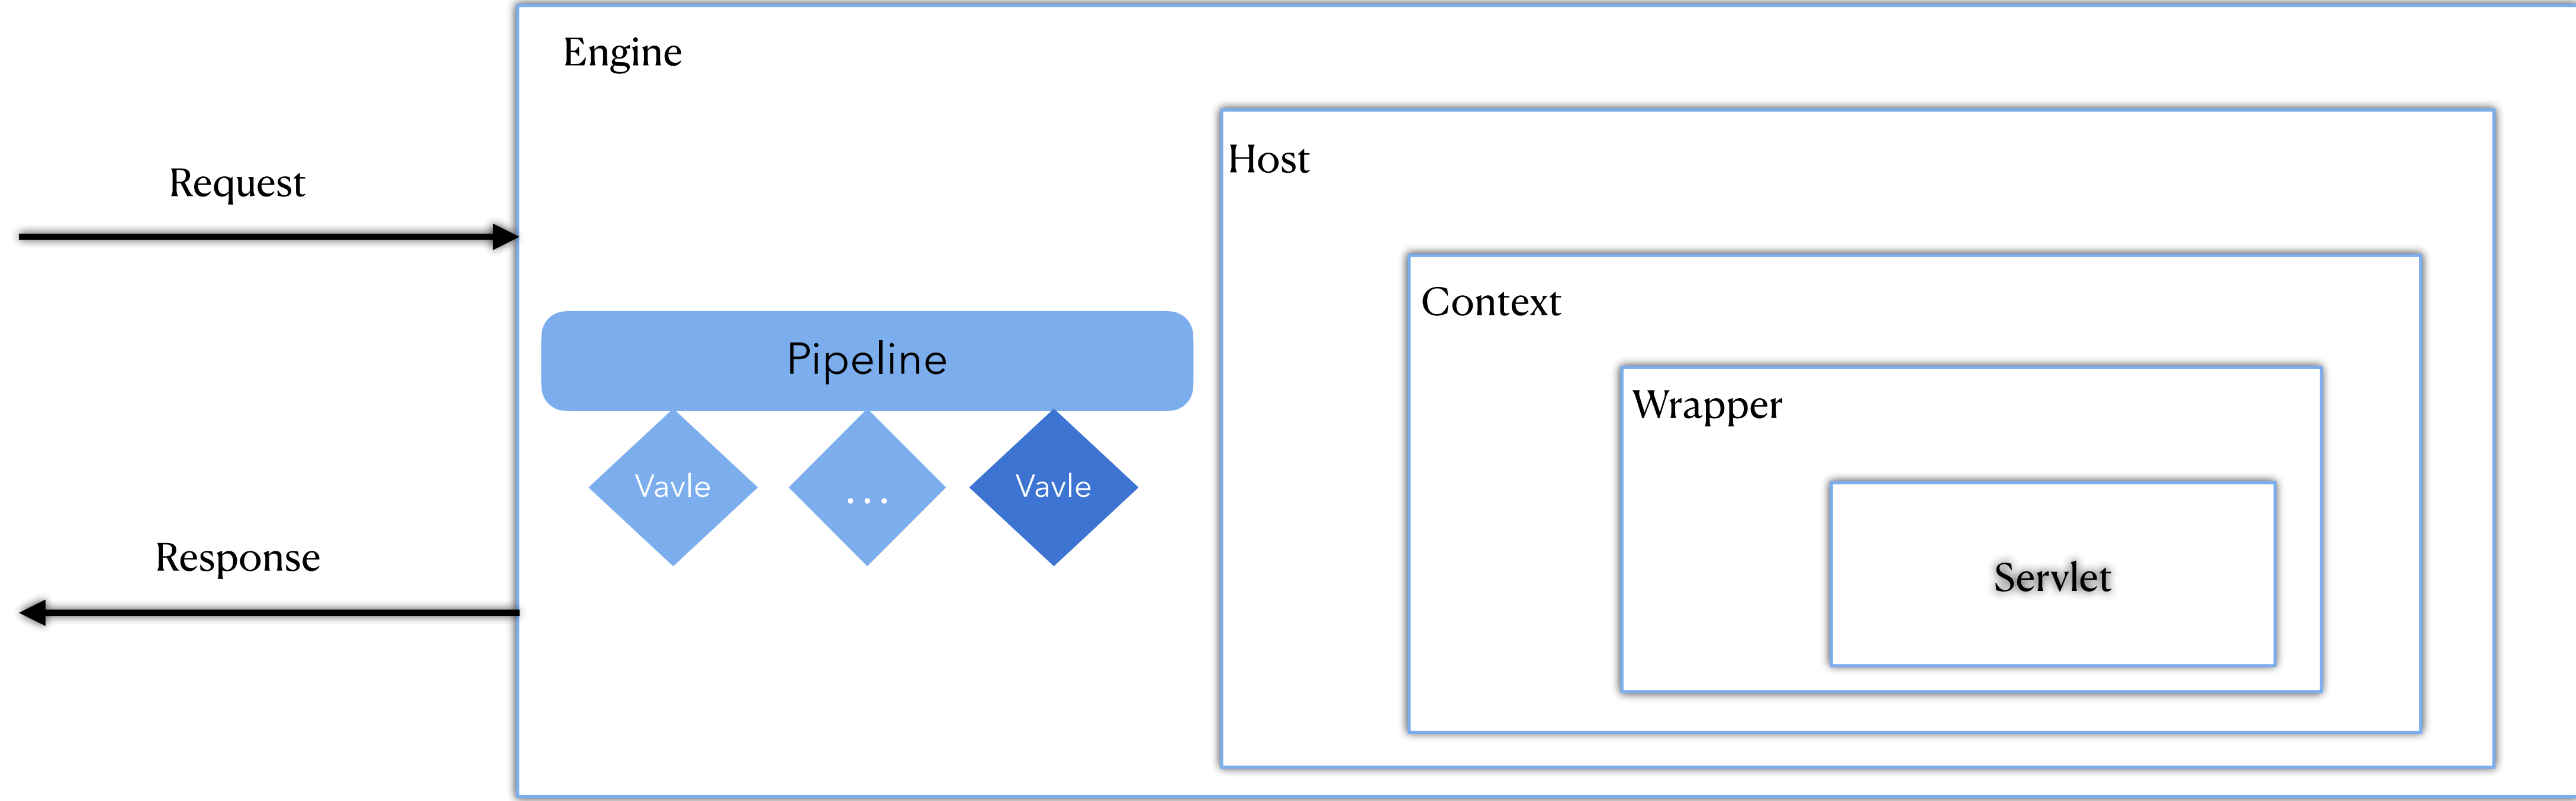 Engine
Host
Request
Context
Pipeline
Wrapper
Vavle
...
Vavle
Response
Servlet